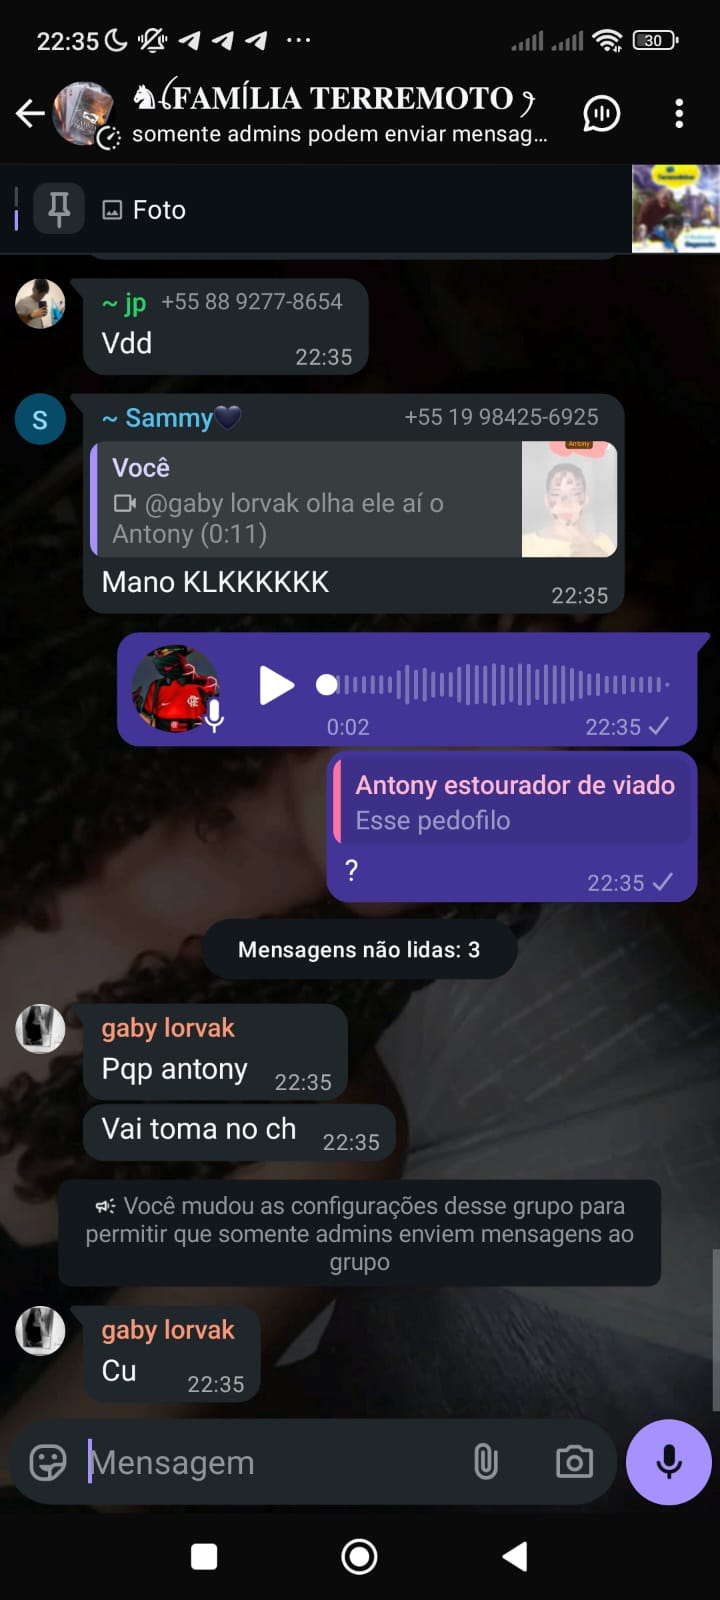 22:35
30
FAMÍLIA TERREMOTO
somente admins podem enviar mensag...
Foto
~ jp +55 88 9277-8654
Vdd
22:35
S
~ Sammy🖤 +55 19 98425-6925
Você
@gaby lorvak olha ele aí o
Antony (0:11)
Antony
Mano KLKKKKKK
22:35
0:02
22:35
Antony estourador de viado
Esse pedofilo
?
22:35
Mensagens não lidas: 3
gaby lorvak
Pqp antony
22:35
Vai toma no ch
22:35
Você mudou as configurações desse grupo para
permitir que somente admins enviem mensagens ao
grupo
gaby lorvak
Cu
22:35
Mensagem